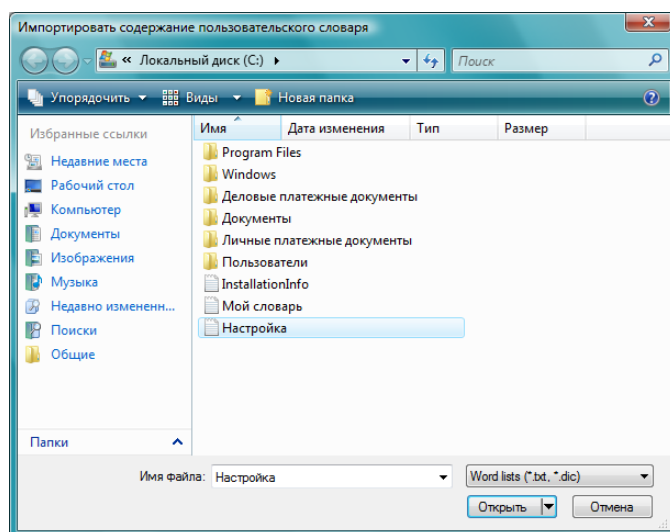 Импортировать содержание пользовательского словаря
« Локальный диск (C:)
Поиск
Упорядочить Виды Новая папка
Избранные ссылки
Недавние места
Рабочий стол
Компьютер
Документы
Изображения
Музыка
Недавно измененн...
Поиски
Общие
Папки
Имя Дата изменения Тип Размер
Program Files
Windows
Деловые платежные документы
Документы
Личные платежные документы
Пользователи
InstallationInfo
Мой словарь
Настройка
Имя файла: Настройка
Word lists (*.txt, *.dic)
Открыть Отмена